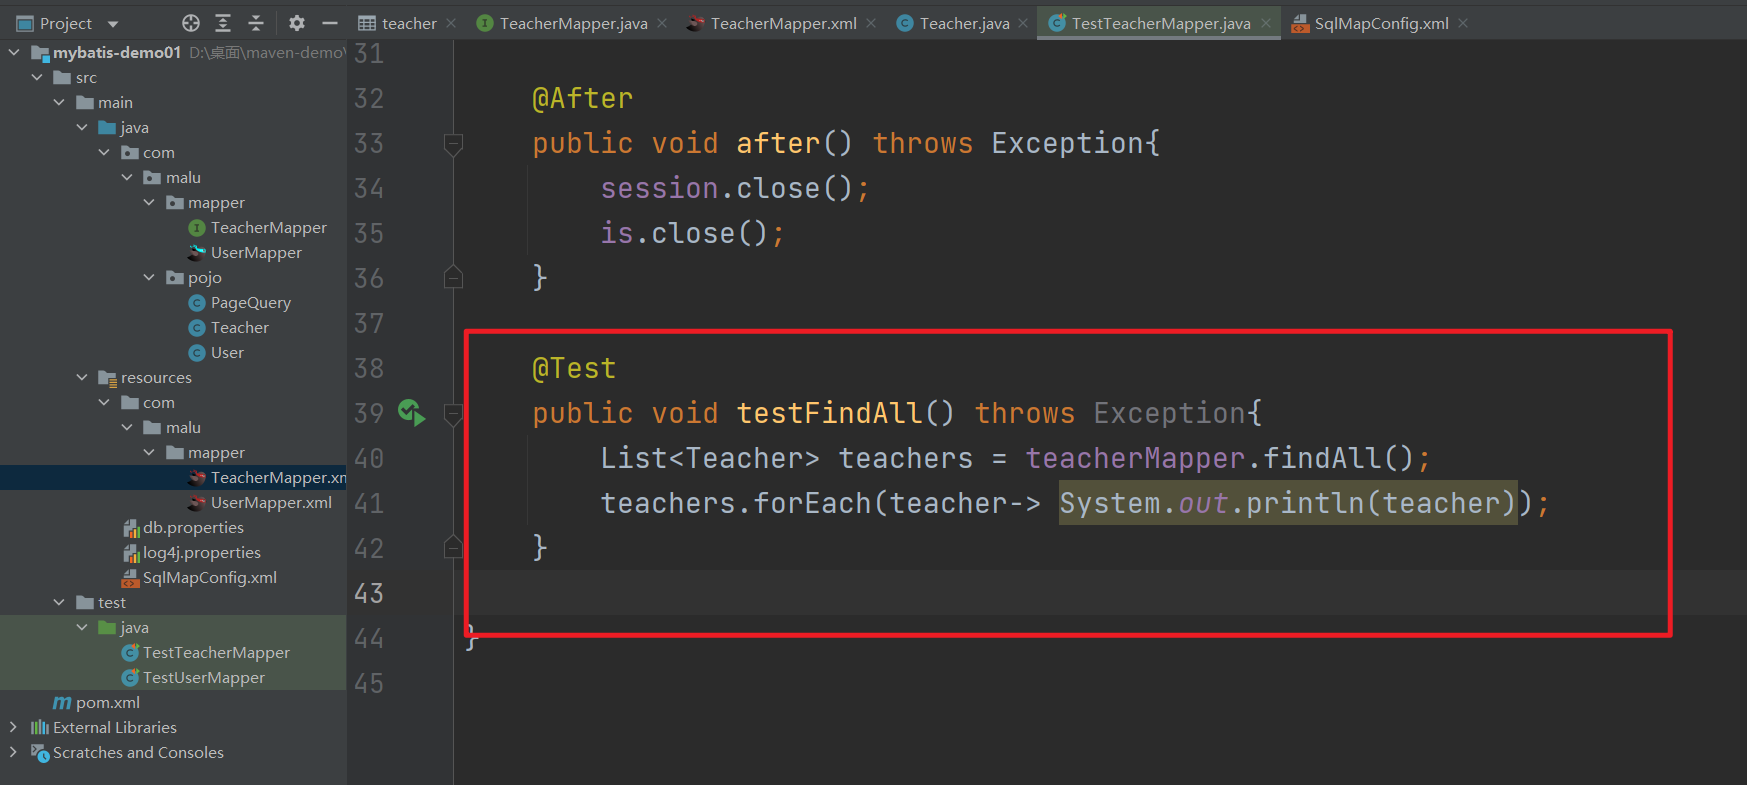 Project
teacher
TeacherMapper.java
TeacherMapper.xml
Teacher.java
TestTeacherMapper.java
SqlMapConfig.xml
mybatis-demo01 D:\桌面\maven-demo\
src
main
java
com
malu
mapper
TeacherMapper
UserMapper
pojo
PageQuery
Teacher
User
resources
com
malu
mapper
TeacherMapper.xm
UserMapper.xml
db.properties
log4j.properties
SqlMapConfig.xml
test
java
TestTeacherMapper
TestUserMapper
pom.xml
External Libraries
Scratches and Consoles
31
32 @After
33 public void after() throws Exception{
34 session.close();
35 is.close();
36 }
37
38 @Test
39 public void testFindAll() throws Exception{
40 List<Teacher> teachers = teacherMapper.findAll();
41 teachers.forEach(teacher-> System.out.println(teacher));
42 }
43
44 }
45